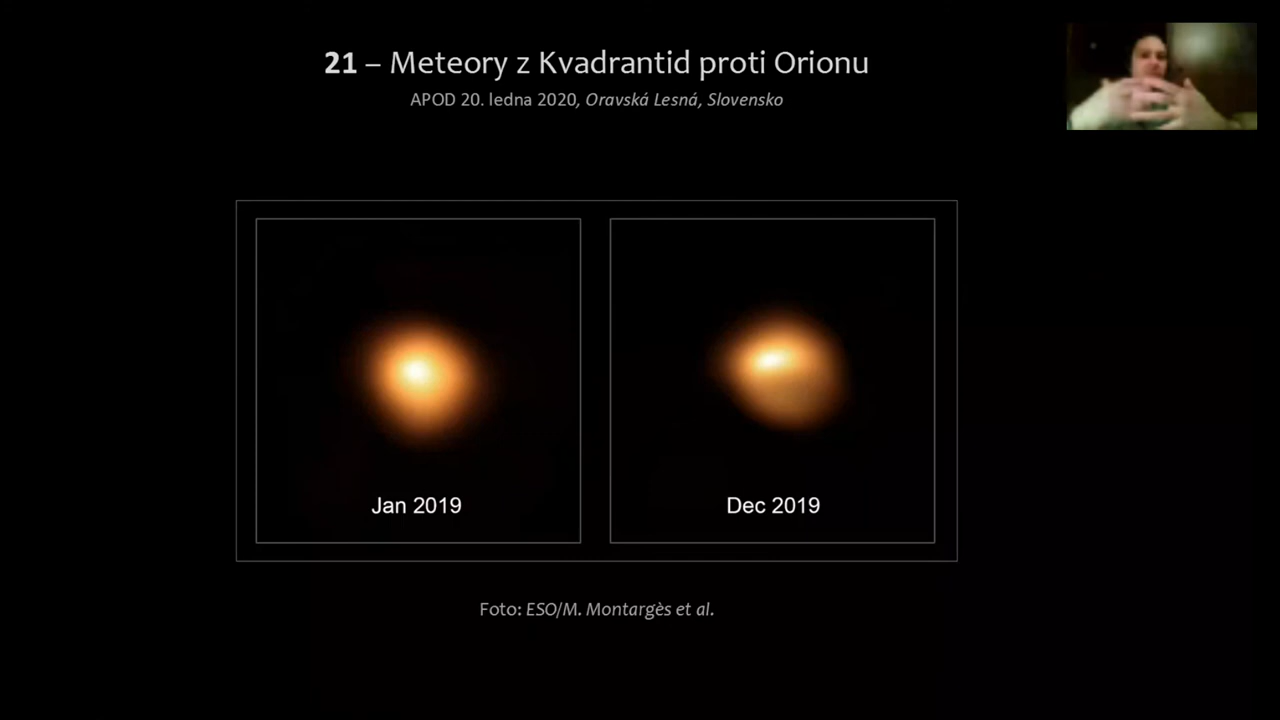 21 – Meteory z Kvadrantid proti Orionu
APOD 20. ledna 2020, Oravská Lesná, Slovensko
Jan 2019
Dec 2019
Foto: ESO/M. Montargès et al.